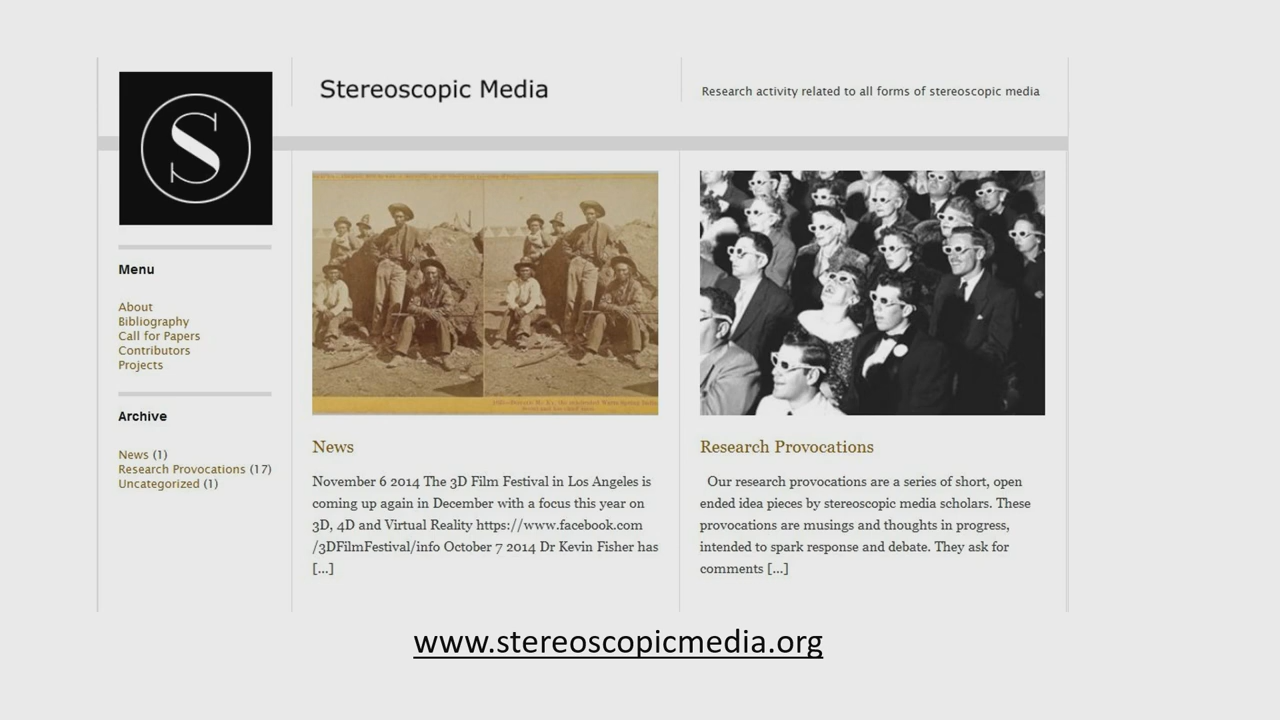 S
Stereoscopic Media
Research activity related to all forms of stereoscopic media
Menu
About
Bibliography
Call for Papers
Contributors
Projects
Archive
News (1)
Research Provocations (17)
Uncategorized (1)
News
November 6 2014 The 3D Film Festival in Los Angeles is
coming up again in December with a focus this year on
3D, 4D and Virtual Reality https://www.facebook.com
/3DFilmFestival/info October 7 2014 Dr Kevin Fisher has
[...]
Research Provocations
Our research provocations are a series of short, open
ended idea pieces by stereoscopic media scholars. These
provocations are musings and thoughts in progress,
intended to spark response and debate. They ask for
comments [...]
www.stereoscopicmedia.org